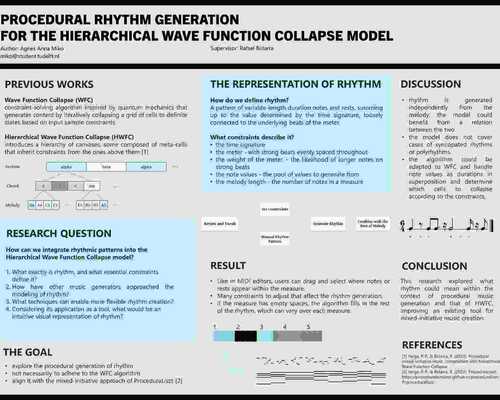 PROCEDURAL RHYTHM GENERATION
FOR THE HIERARCHICAL WAVE FUNCTION COLLAPSE MODEL
Author: Agnes Anna Miko
Supervisor: Rafael Bidarra
PREVIOUS WORKS
Wave Function Collapse (WFC)
constraint-solving algorithm inspired by quantum mechanics that
generates content by iteratively collapsing a grid of cells to definite
states based on input sample constraints
Hierarchical Wave Function Collapse (HWFC)
introduces a hierarchy of canvases, some composed of meta-cells
that inherit constraints from the ones above them [1]
Section
alpha
beta
alpha
Chord
Melody
RESEARCH QUESTION
How can we integrate rhythmic patterns into the
Hierarchical Wave Function Collapse model?
1. What exactly is rhythm, and what essential constraints
define it?
2. How have other music generators approached the
modeling of rhythm?
3. What techniques can enable more flexible rhythm creation?
4. Considering its application as a tool, what would be an
intuitive visual representation of rhythm?
THE GOAL
• explore the procedural generation of rhythm
• not necessarily to adhere to the WFC algorithm
• align it with the mixed-initiative approach of ProceduraLiszt [2]
THE REPRESENTATION OF RHYTHM
How do we define rhythm?
A pattern of variable-length duration notes and rests, summing
up to the value determined by the time signature, loosely
connected to the underlying beats of the meter.
What constraints describe it?
• the time signature
• the meter - with strong beats evenly spaced throughout
• the weight of the meter - the likelihood of longer notes on
strong beats
• the note values - the pool of values to generate from
• the melody length - the number of notes in a measure
Set Constraints
Manual Rhythm
Pattern
Generate Rhythm
Combine with the
Rest of Melody
RESULT
• Like in MIDI editors, users can drag and select where notes or
rests appear within the measure.
• Many constraints to adjust that affect the rhythm generation.
• If the measure has empty spaces, the algorithm fills in the rest
of the rhythm, which can vary over each measure.
1 2 3 4 5
DISCUSSION
• rhythm is generated
independently from the
melody; the model could
benefit from a relation
between the two
• the model does not cover
cases of syncopated rhythms
or polyrhythms.
• the algorithm could be
adapted to WFC and handle
note values as durations in
superposition and determine
which cells to collapse
according to the constraints,
CONCLUSION
This research explored what
rhythm could mean within the
context of procedural music
generation and that of HWFC,
improving an existing tool for
mixed-initiative music creation.
REFERENCES